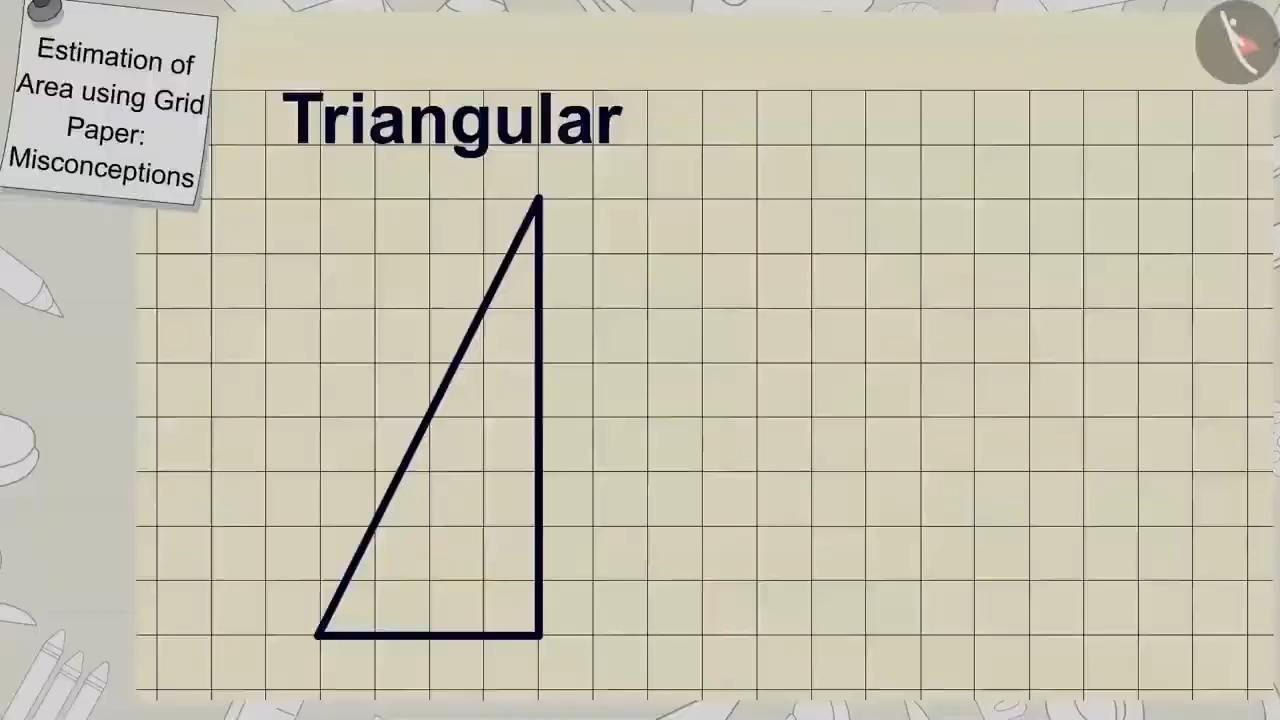 Estimation of
Area using Grid
Paper:
Misconceptions
Triangular